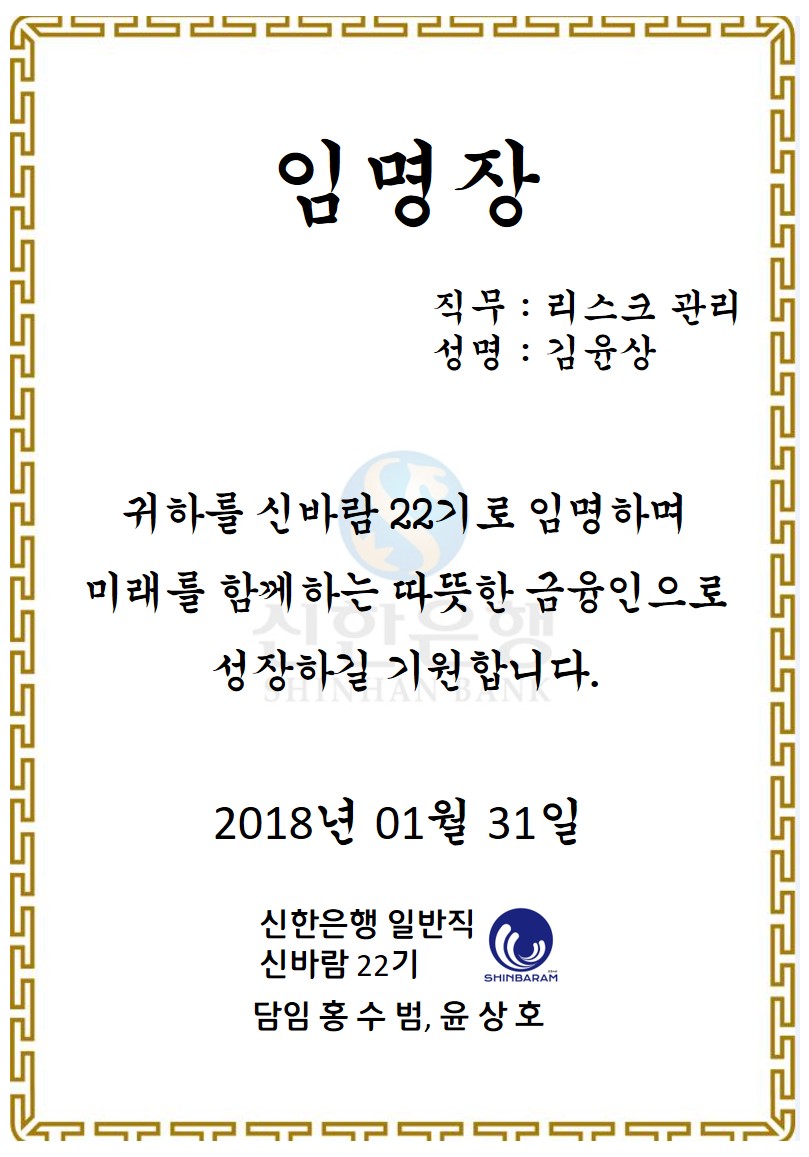 임명장
직무 : 리스크 관리
성명 : 김윤상
귀하를 신바람 22기로 임명하며
미래를 함께하는 따뜻한 금융인으로
신한은행
성장하길 기원합니다.
SHINHAN BANK
2018년 01월 31일
신한은행 일반직
신바람 22기
SHINBARAM
담임 홍 수 범, 윤 상 호